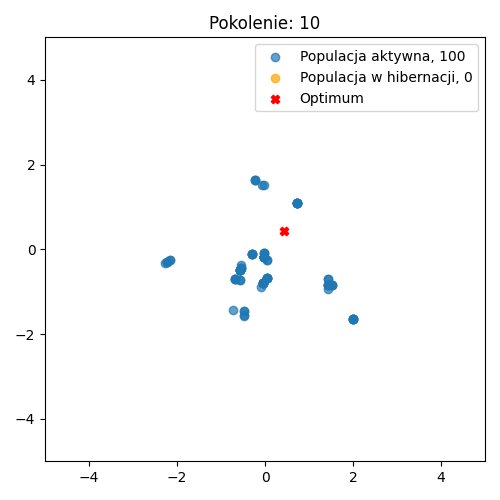 Pokolenie: 10
Populacja aktywna, 100
Populacja w hibernacji, 0
Optimum
4
2
0
−2
−4
−4 −2 0 2 4